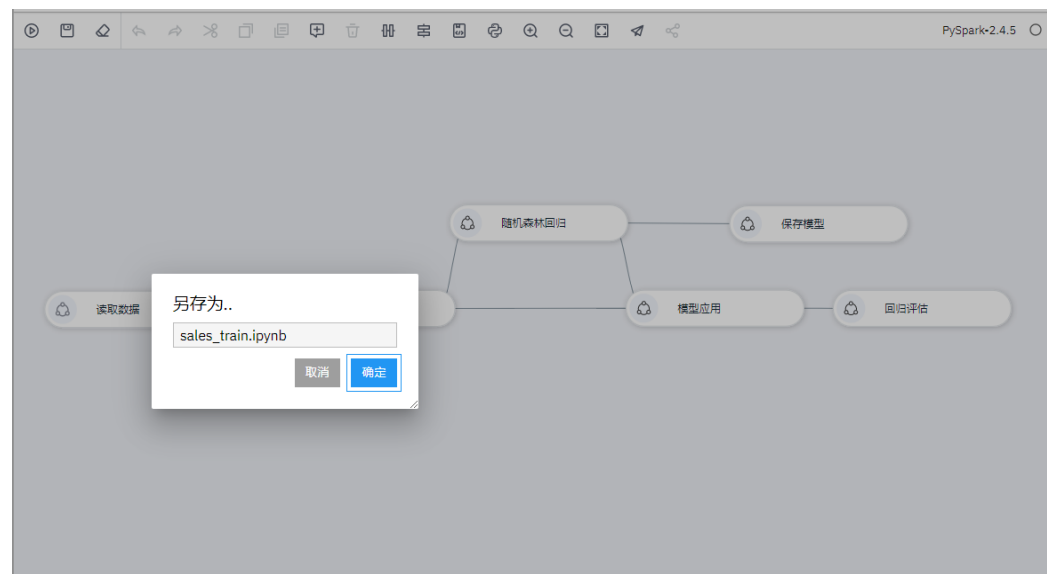 PySpark-2.4.5
随机森林回归
保存模型
读取数据
模型应用
回归评估
另存为..
sales_train.ipynb
取消
确定